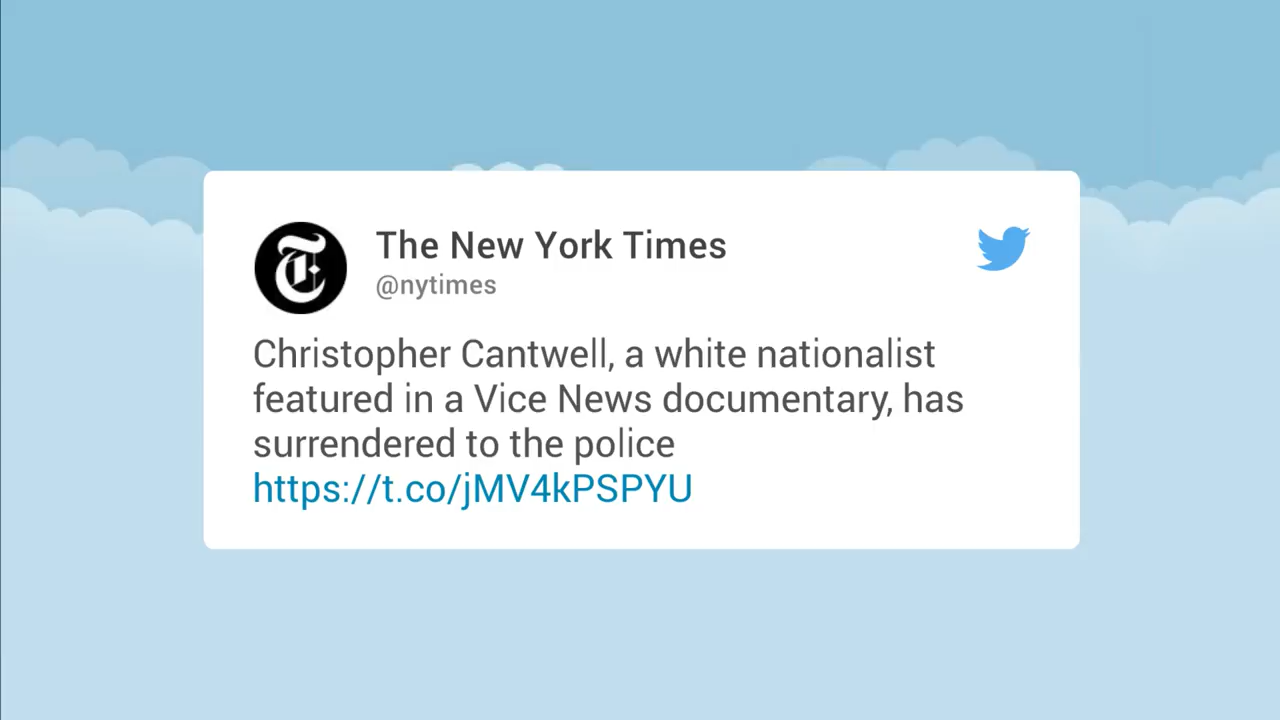 The New York Times
@nytimes
Christopher Cantwell, a white nationalist
featured in a Vice News documentary, has
surrendered to the police
https://t.co/jMV4kPSPYU